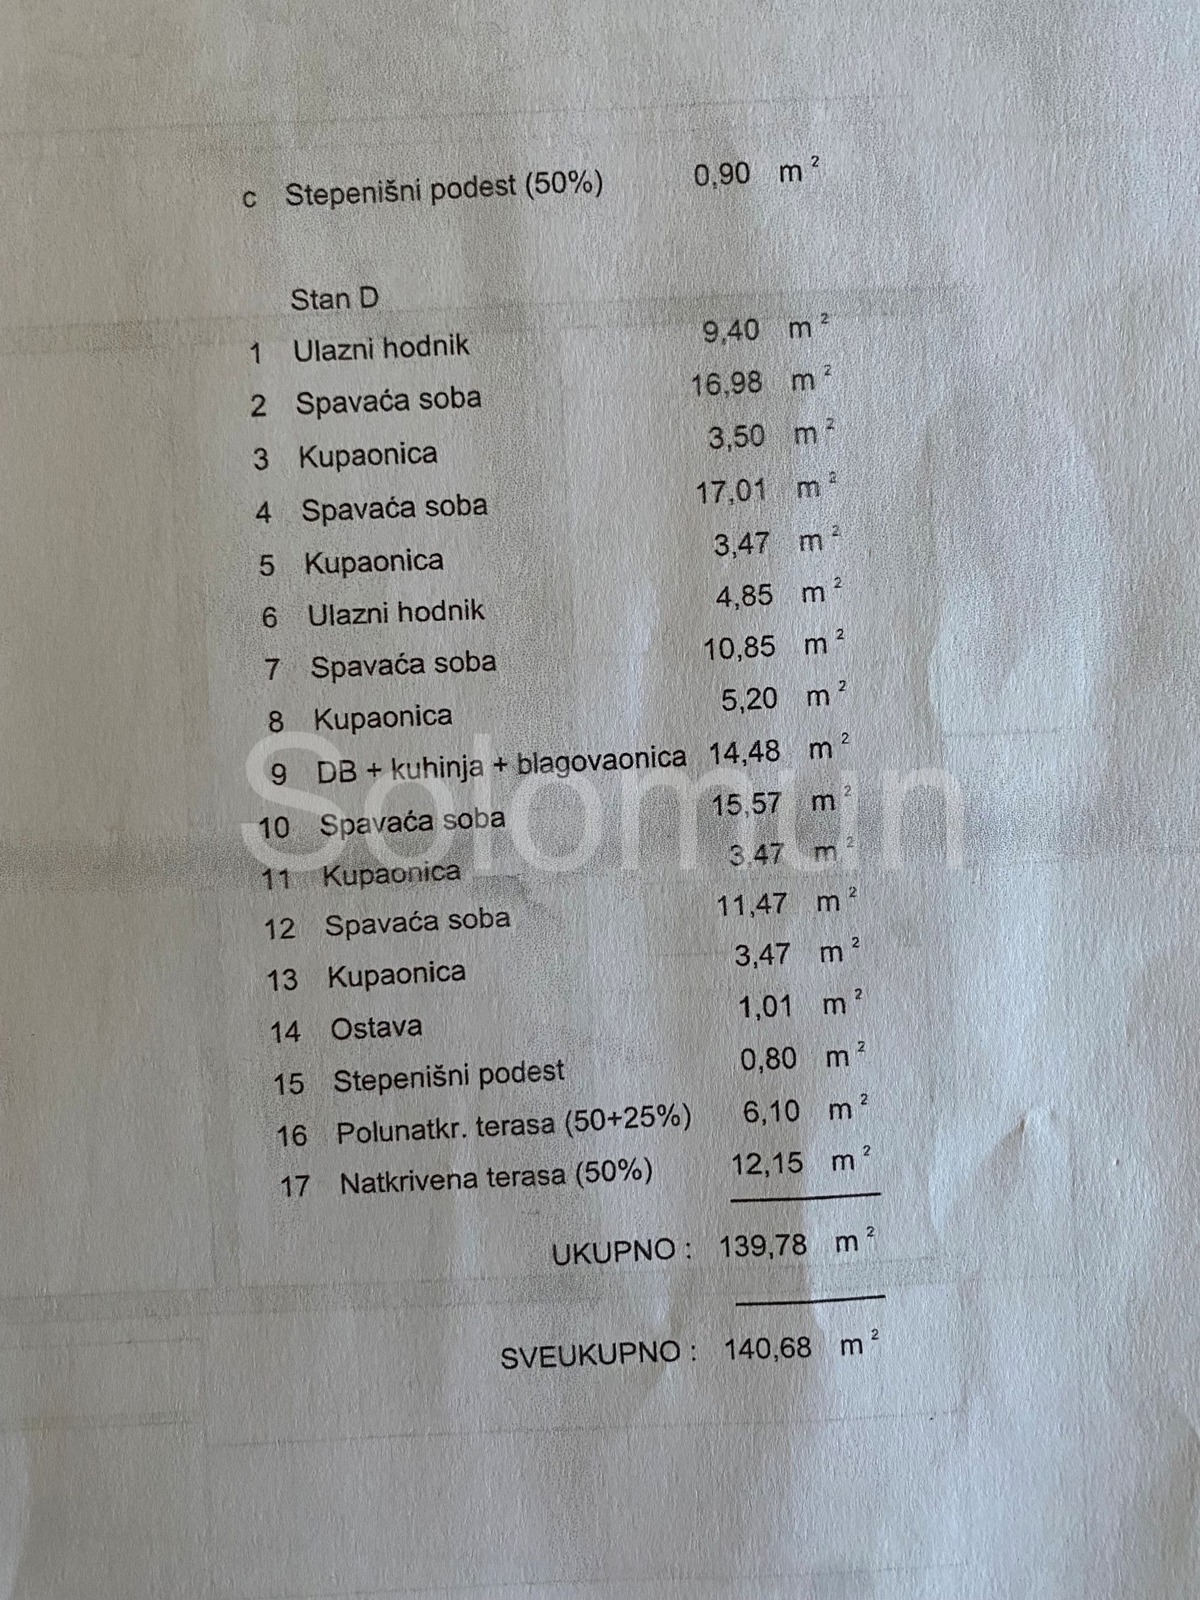 c Stepenišni podest (50%) 0,90 m²
Stan D
1 Ulazni hodnik 9,40 m²
2 Spavaća soba 16,98 m²
3 Kupaonica 3,50 m²
4 Spavaća soba 17,01 m²
5 Kupaonica 3,47 m²
6 Ulazni hodnik 4,85 m²
7 Spavaća soba 10,85 m²
8 Kupaonica 5,20 m²
9 DB + kuhinja + blagovaonica 14,48 m²
10 Spavaća soba 15,57 m²
11 Kupaonica 3,47 m²
12 Spavaća soba 11,47 m²
13 Kupaonica 3,47 m²
14 Ostava 1,01 m²
15 Stepenišni podest 0,80 m²
16 Polunatkr. terasa (50+25%) 6,10 m²
17 Natkrivena terasa (50%) 12,15 m²
UKUPNO : 139,78 m²
SVEUKUPNO : 140,68 m²
Solomun